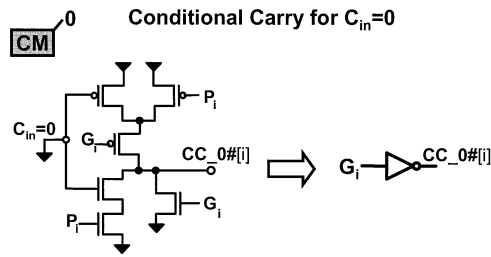 Conditional Carry for Cin=0
0
CM
Pi
Cin=0
Gi
CC_0#[i]
Gi
CC_0#[i]
Gi
Pi